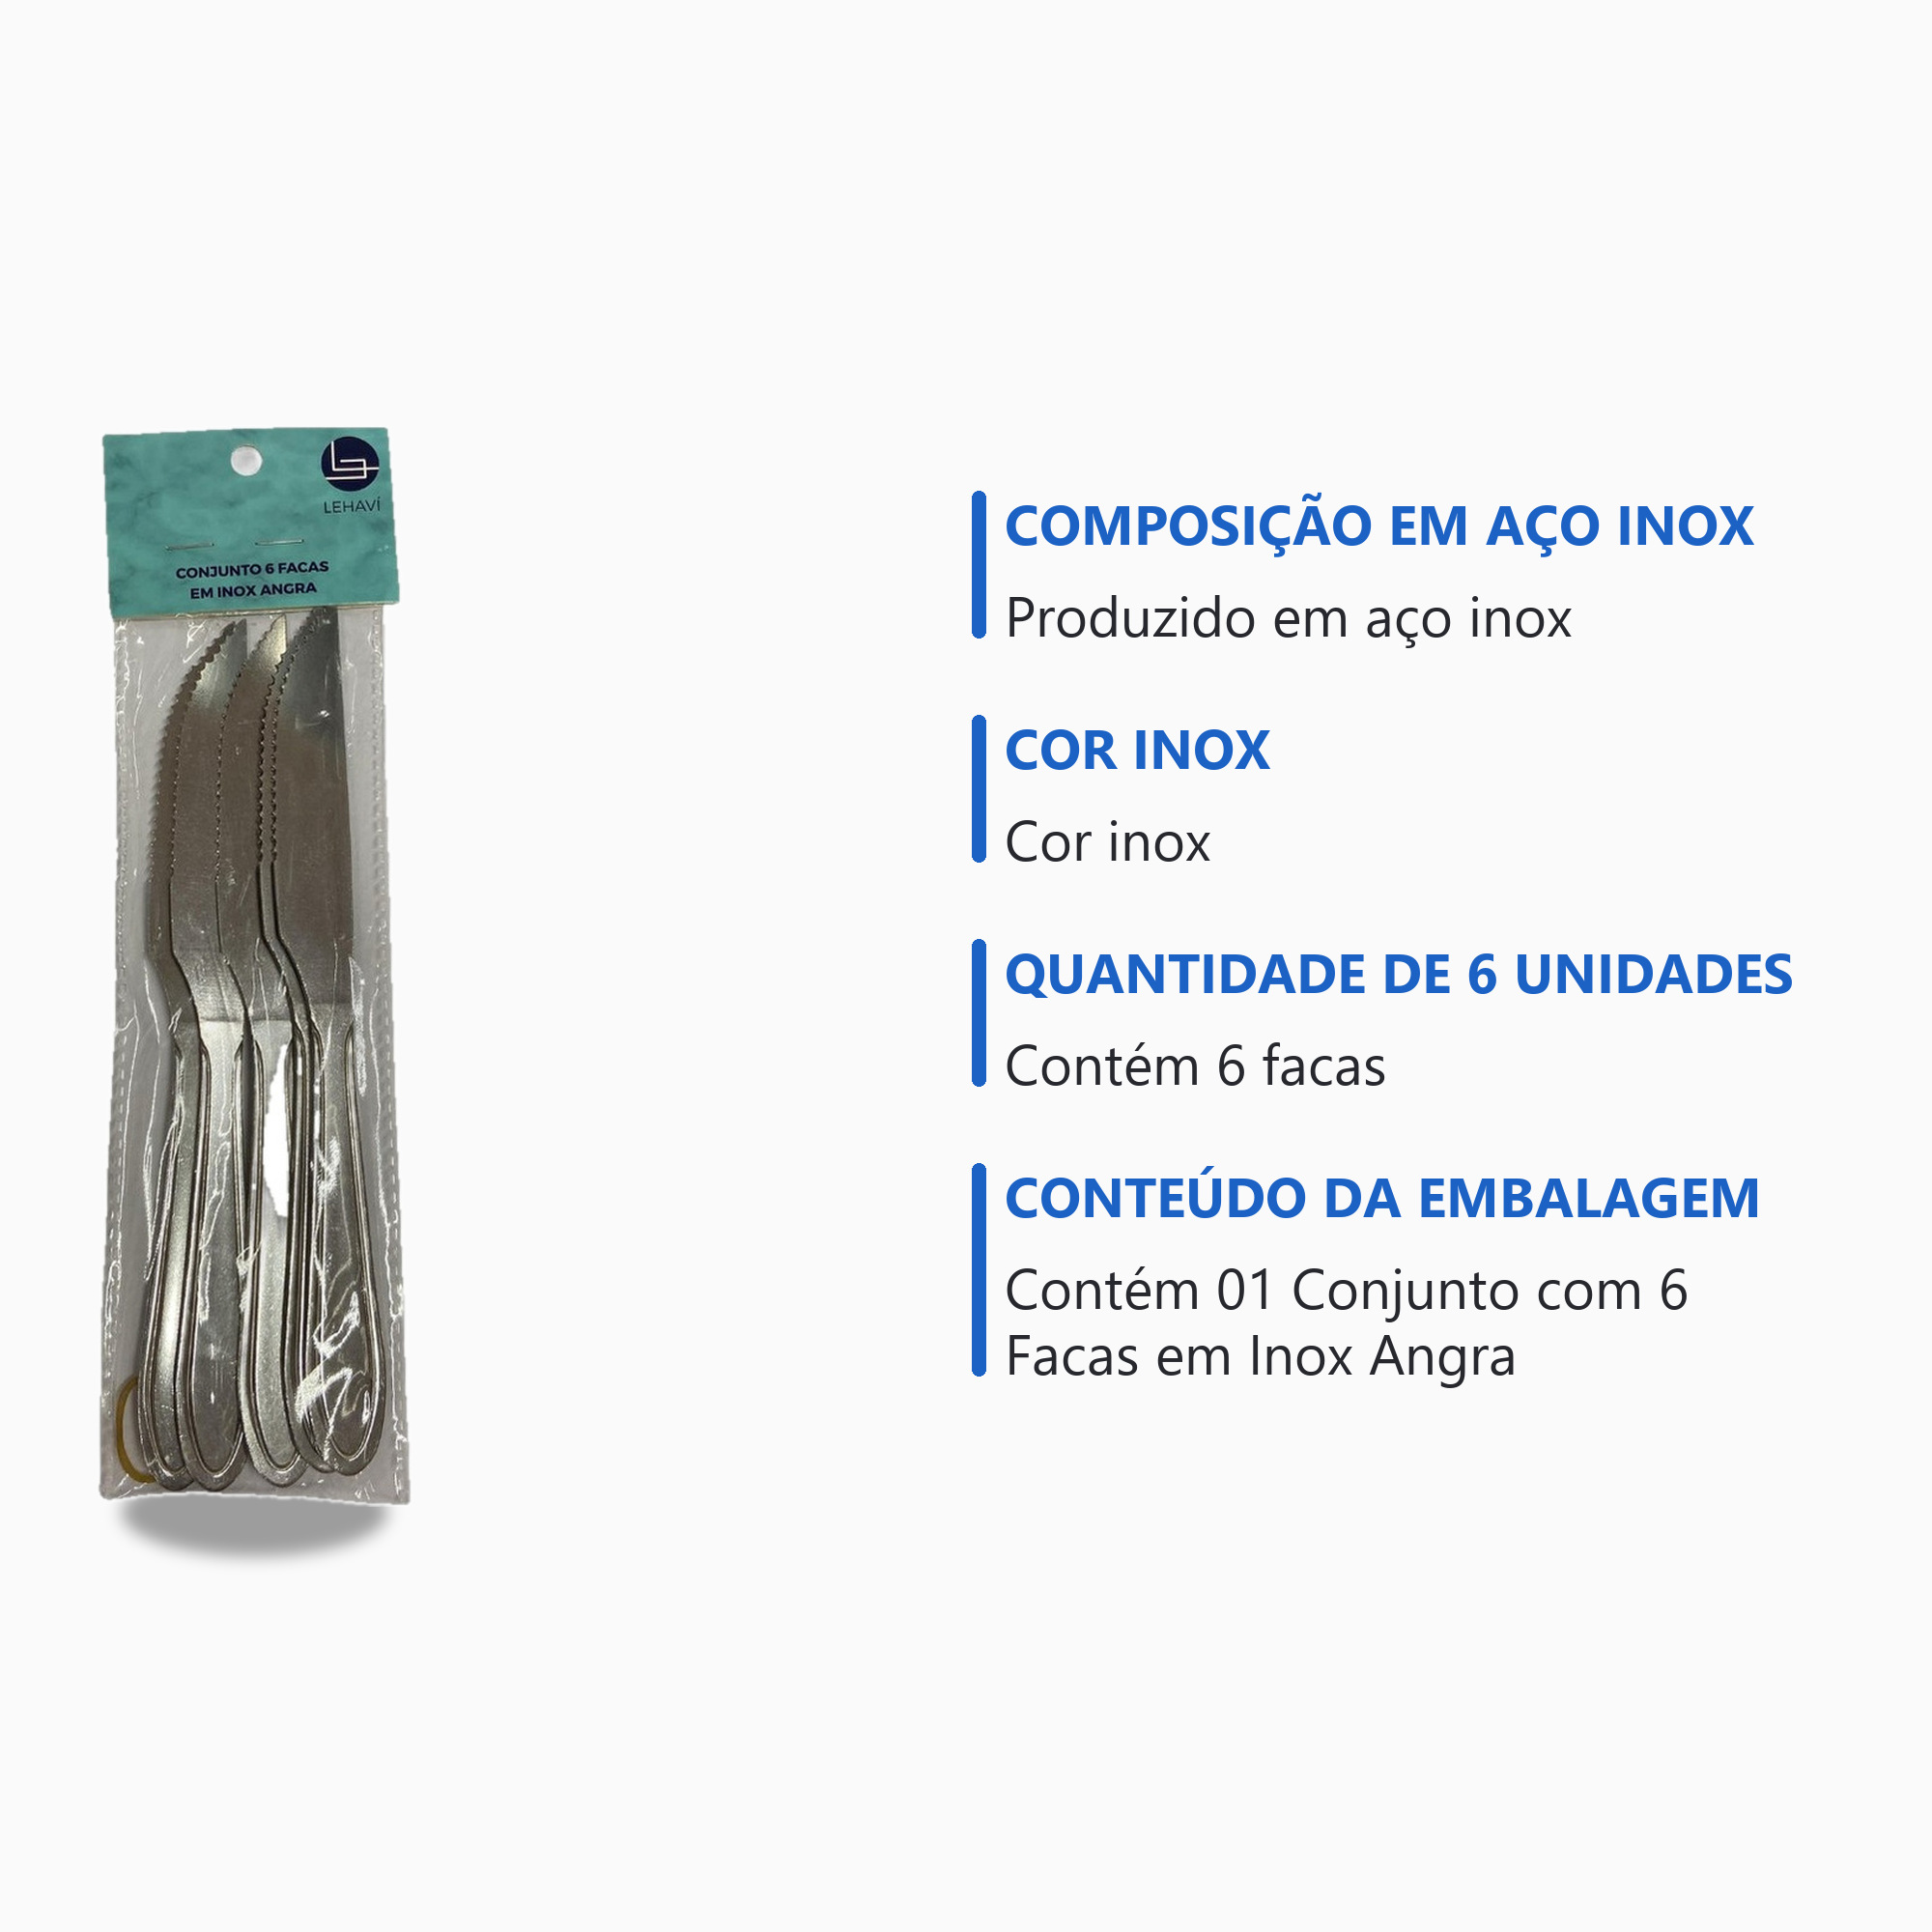 LEHAVÍ
CONJUNTO 6 FACAS
EM INOX ANGRA
COMPOSIÇÃO EM AÇO INOX
Produzido em aço inox
COR INOX
Cor inox
QUANTIDADE DE 6 UNIDADES
Contém 6 facas
CONTEÚDO DA EMBALAGEM
Contém 01 Conjunto com 6
Facas em Inox Angra